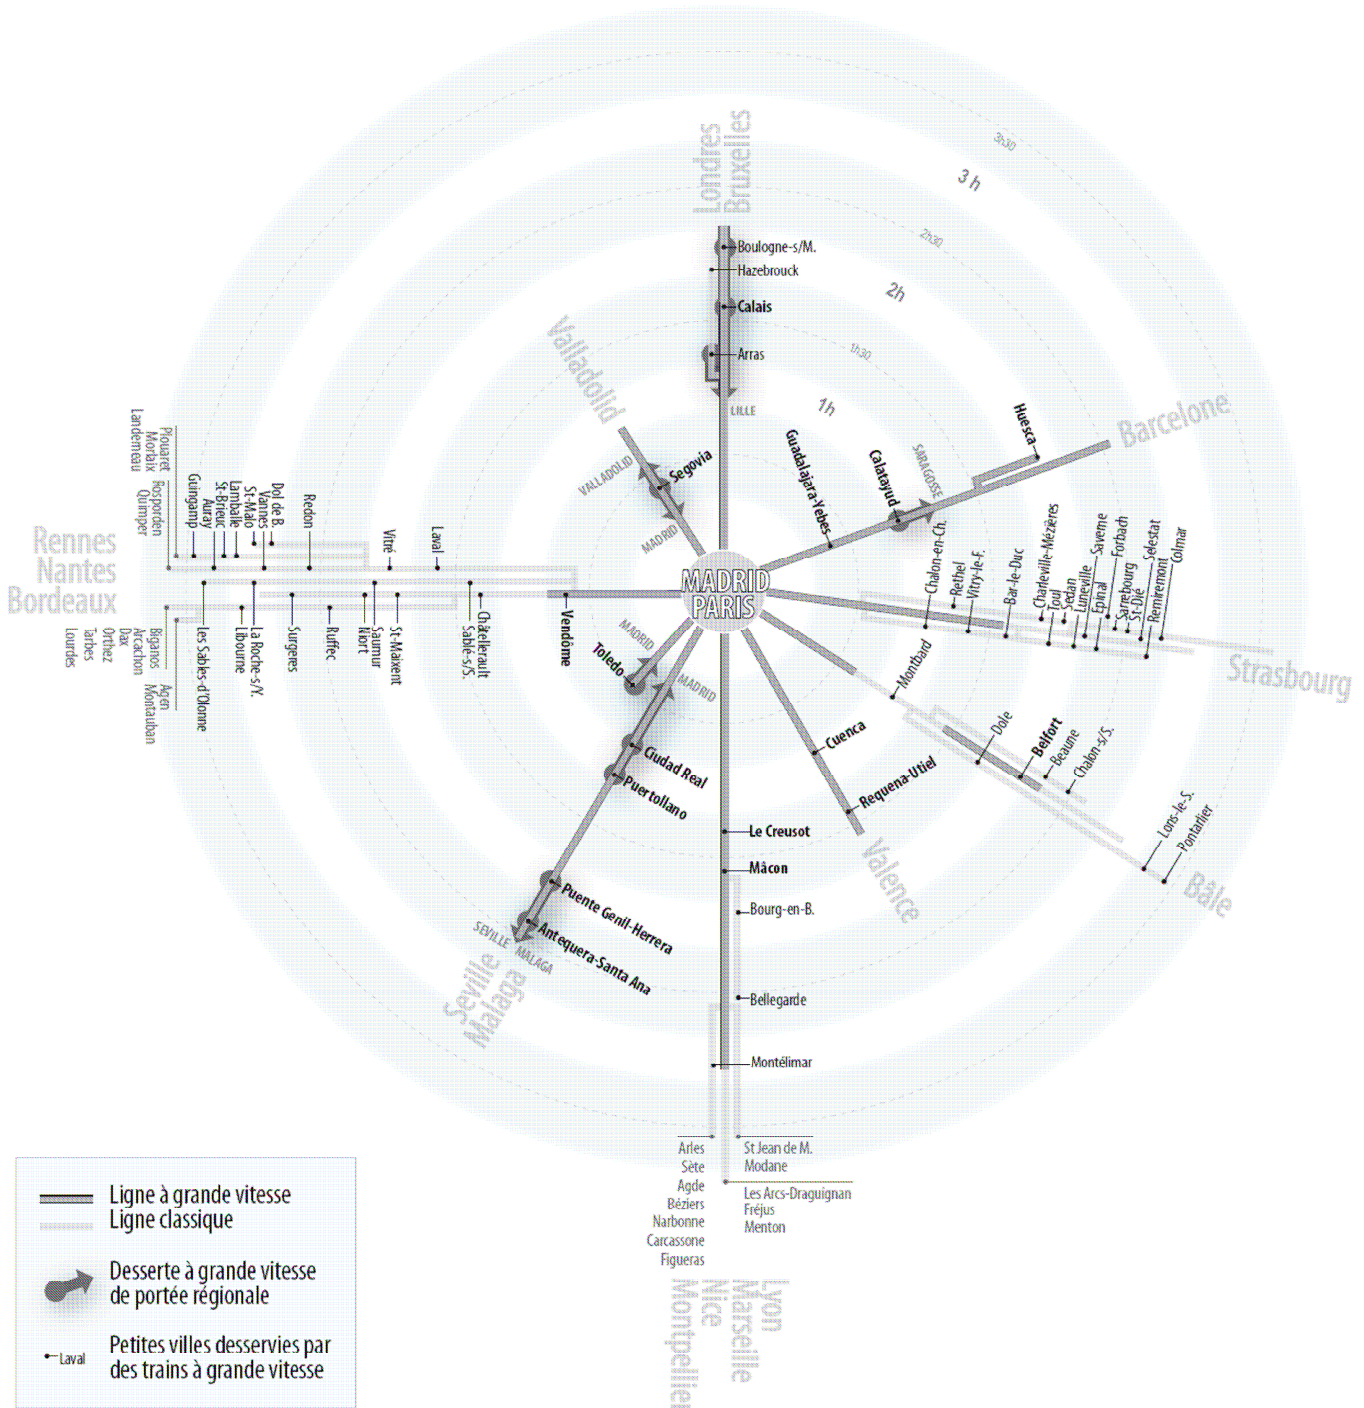 Londres
Bruxelles
3h30
3 h
2h30
2h
1h30
1h
Boulogne-s/M.
Hazebrouck
Calais
Arras
LILLE
Valladolid
VALLADOLID
Segovia
MADRID
Barcelone
Huesca
SARAGOSSE
Calatayud
Guadalajara-Yebes
MADRID
PARIS
Chalon-en-Ch.
Rethel
Vitry-le-F.
Bar-le-Duc
Charleville-Mézières
Toul
Sedan
Luneville
Saverne
Epinal
Forbach
Sarrebourg
St-Dié
Selestat
Remiremont
Colmar
Strasbourg
Montbard
Dole
Belfort
Beaune
Chalon-s/S.
Lons-le-S.
Pontarlier
Bâle
Cuenca
Requena-Utiel
Valence
Le Creusot
Mâcon
Bourg-en-B.
Bellegarde
Montélimar
Arles
Sète
Agde
Béziers
Narbonne
Carcassone
Figueras
St Jean de M.
Modane
Les Arcs-Draguignan
Fréjus
Menton
Lyon
Marseille
Nice
Montpellier
MADRID
Toledo
MADRID
Ciudad Real
Puertollano
Puente Genil-Herrera
Antequera-Santa Ana
SEVILLE
MALAGA
Seville
Malaga
Rennes
Nantes
Bordeaux
Plouaret
Morlaix
Landerneau
Rosporden
Quimper
Guingamp
Auray
St-Brieuc
Lamballe
St-Malo
Vannes
Dol de B.
Redon
Vitré
Laval
Vendôme
Châtellerault
Sablé-s/S.
St-Maixent
Saumur
Niort
Ruffec
Surgeres
La Roche-s/Y.
Libourne
Les Sables-d'Olonne
Agen
Montauban
Biganos
Arcachon
Dax
Orthez
Tarbes
Lourdes
Ligne à grande vitesse
Ligne classique
Desserte à grande vitesse
de portée régionale
Laval
Petites villes desservies par
des trains à grande vitesse